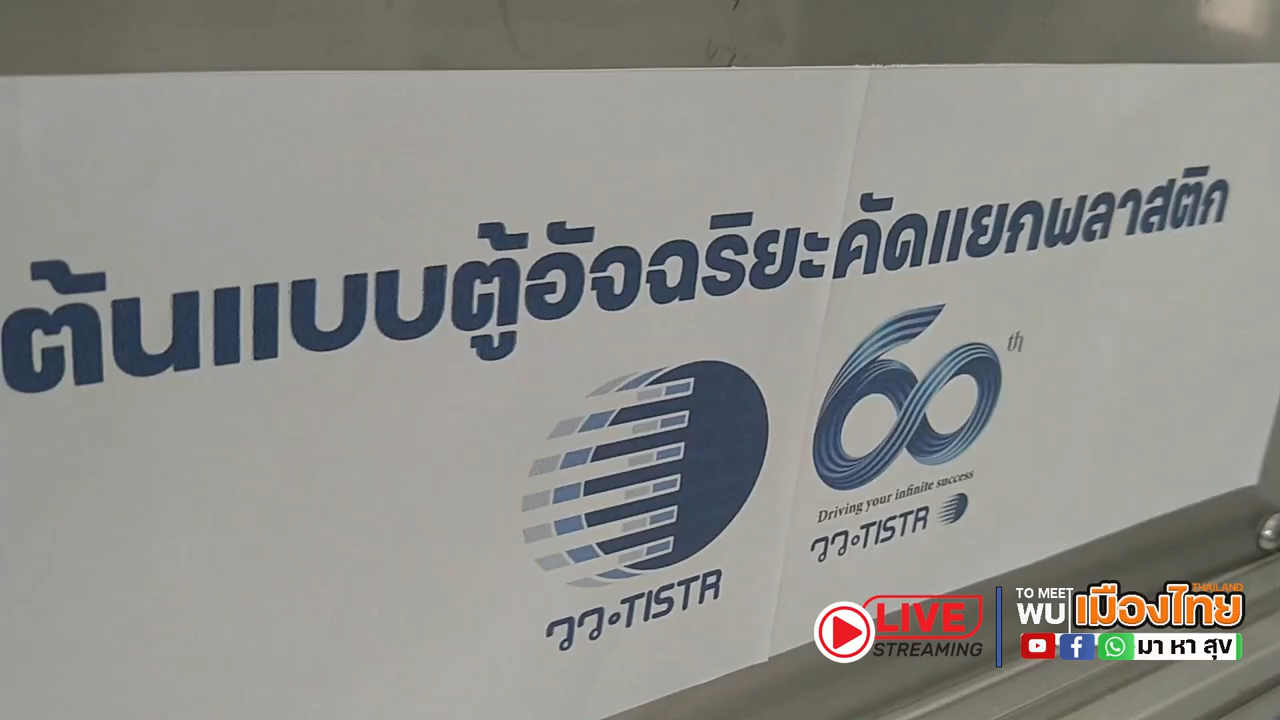 ต้นแบบตู้อัจฉริยะคัดแยกพลาสติก
60th
Driving your infinite success
วว•TISTR
วว•TISTR
LIVE
STREAMING
TO MEET
พบ
THAILAND
เมืองไทย
มา หา สุข